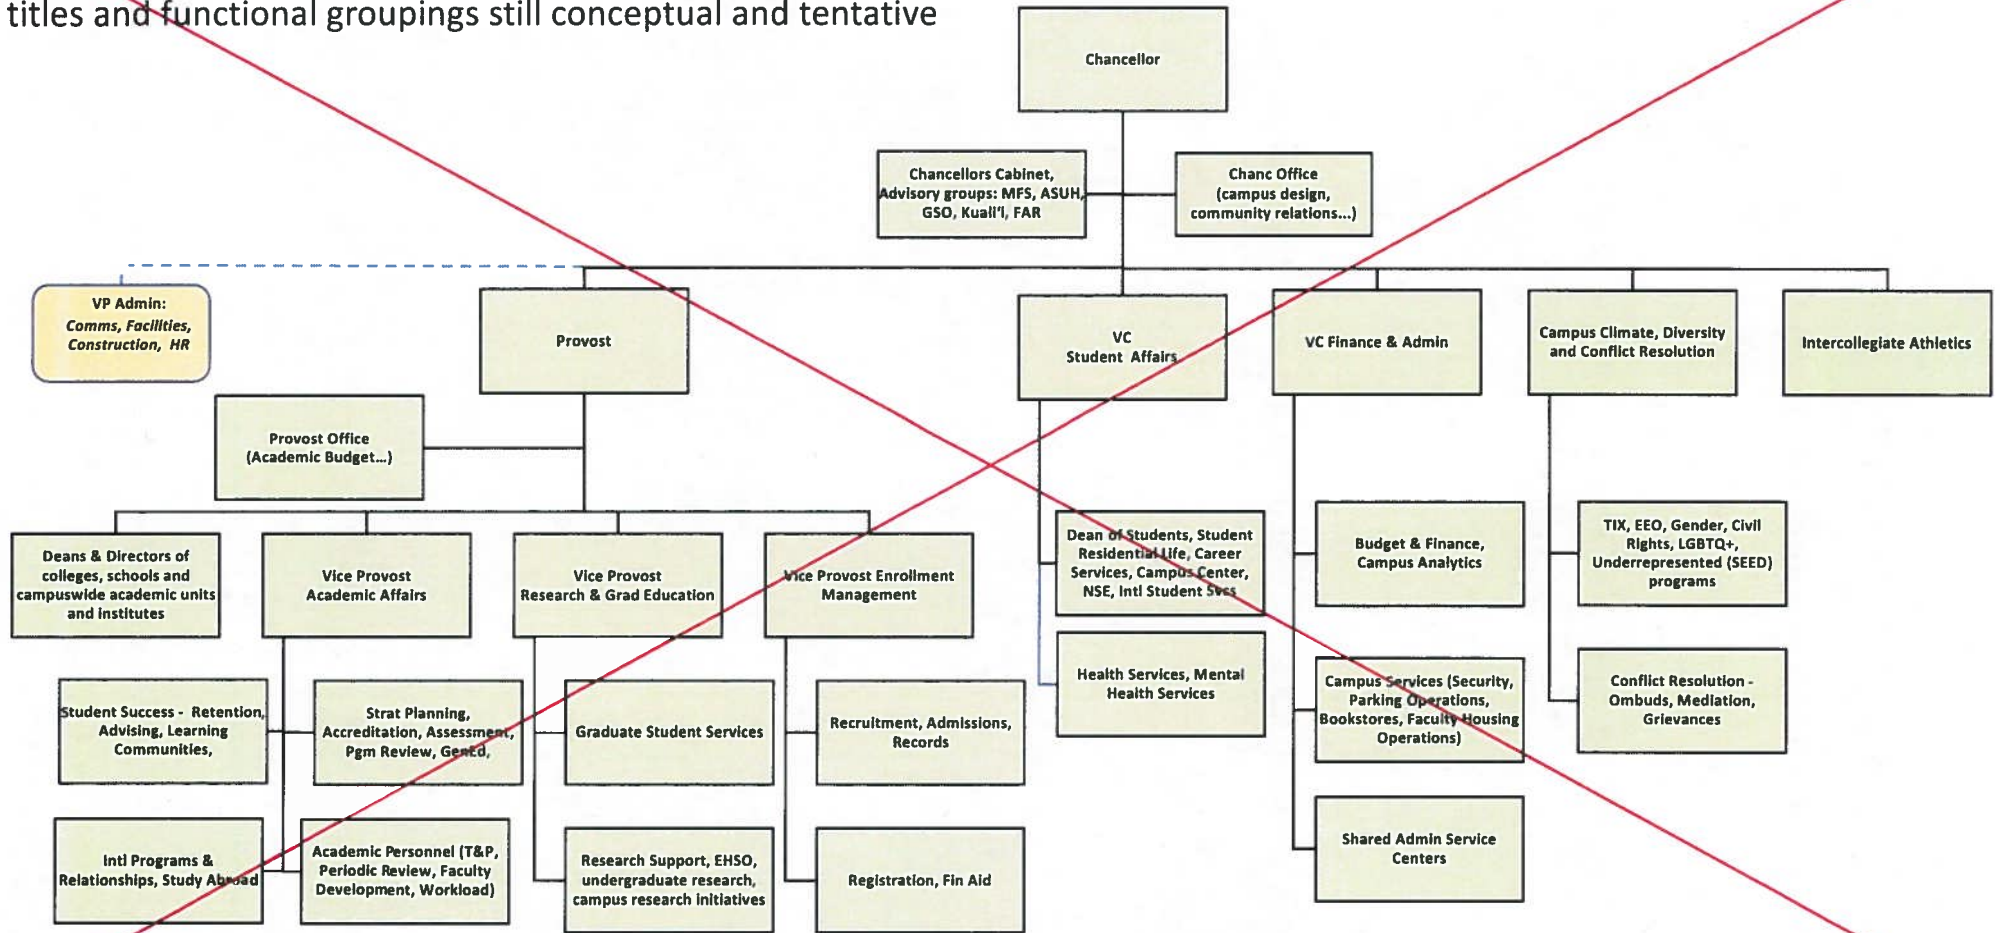 titles and functional groupings still conceptual and tentative
Chancellor
Chancellors Cabinet,
Advisory groups: MFS, ASUH,
GSO, Kuali'i, FAR
Chanc Office
(campus design,
community relations...)
VP Admin:
Comms, Facilities,
Construction, HR
Provost
VC
Student Affairs
VC Finance & Admin
Campus Climate, Diversity
and Conflict Resolution
Intercollegiate Athletics
Provost Office
(Academic Budget...)
Deans & Directors of
colleges, schools and
campuswide academic units
and institutes
Vice Provost
Academic Affairs
Vice Provost
Research & Grad Education
Vice Provost Enrollment
Management
Dean of Students, Student
Residential Life, Career
Services, Campus Center,
NSE, Intl Student Svcs
Budget & Finance,
Campus Analytics
TIX, EEO, Gender, Civil
Rights, LGBTQ+,
Underrepresented (SEED)
programs
Student Success - Retention,
Advising, Learning
Communities,
Strat Planning,
Accreditation, Assessment,
Pgm Review, GenEd,
Graduate Student Services
Recruitment, Admissions,
Records
Health Services, Mental
Health Services
Campus Services (Security,
Parking Operations,
Bookstores, Faculty Housing
Operations)
Conflict Resolution -
Ombuds, Mediation,
Grievances
Intl Programs &
Relationships, Study Abroad
Academic Personnel (T&P,
Periodic Review, Faculty
Development, Workload)
Research Support, EHSO,
undergraduate research,
campus research initiatives
Registration, Fin Aid
Shared Admin Service
Centers